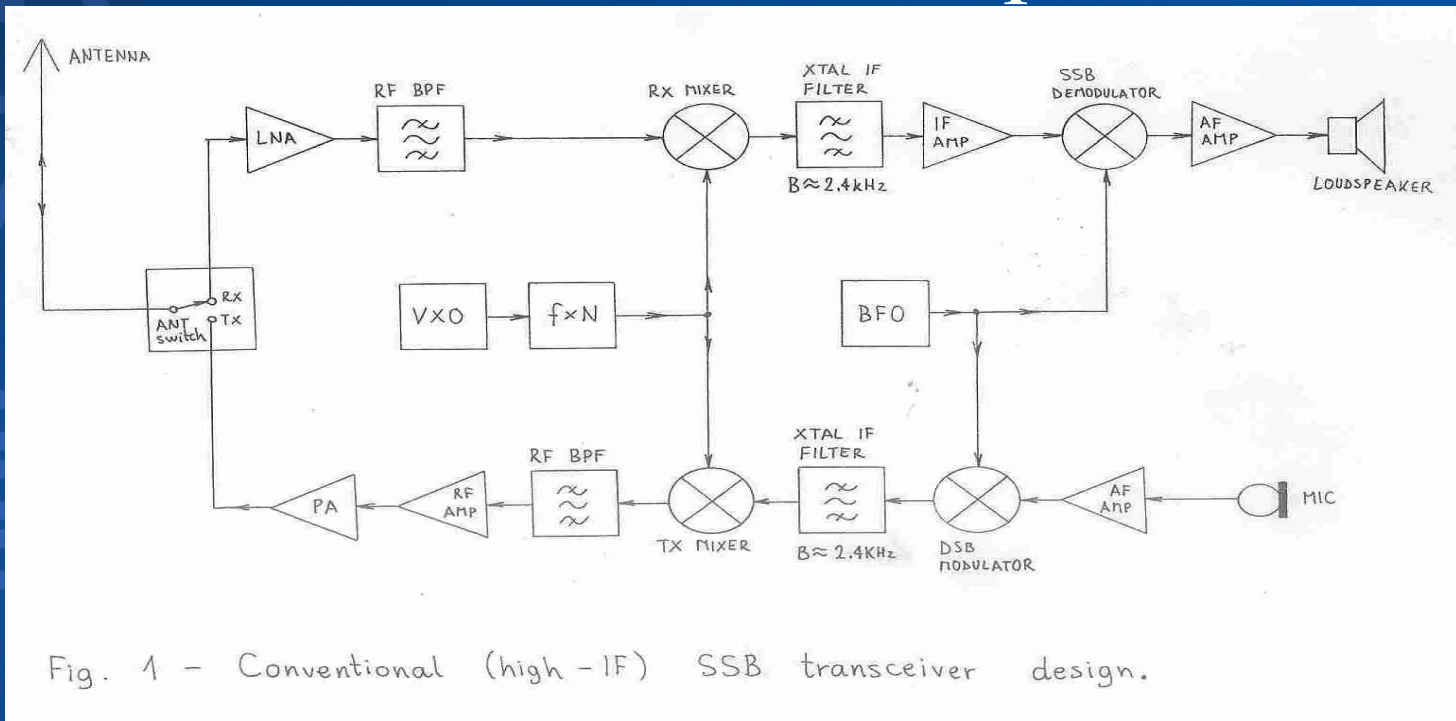 ANTENNA
LNA
RF BPF
RX MIXER
XTAL IF
FILTER
B≈2,4kHz
IF
AMP
SSB
DEMODULATOR
AF
AMP
LOUDSPEAKER
RX
TX
ANT
switch
VXO
f×N
BFO
PA
RF
AMP
RF BPF
TX MIXER
XTAL IF
FILTER
B≈2,4KHz
DSB
MODULATOR
AF
AMP
MIC
Fig. 1 - Conventional (high-IF) SSB transceiver design.